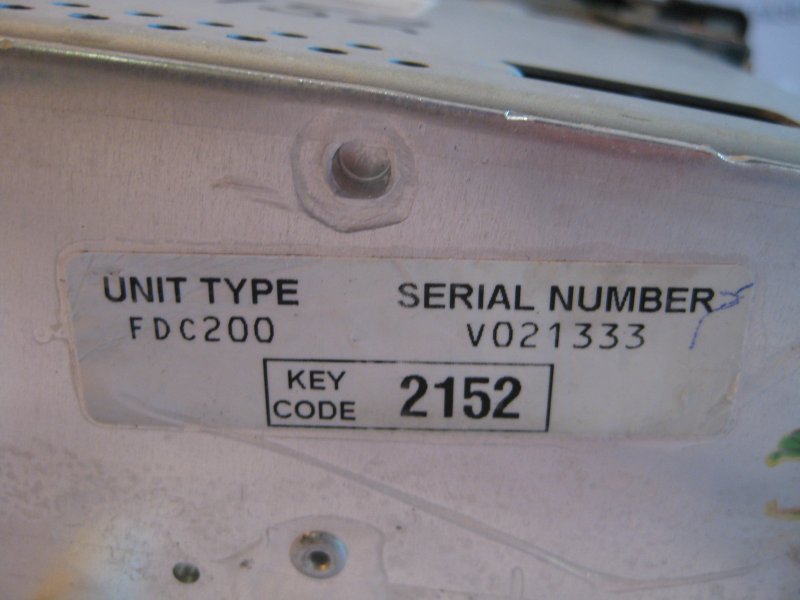 UNIT TYPE
FDC200
SERIAL NUMBER
V021333
KEY CODE
2152